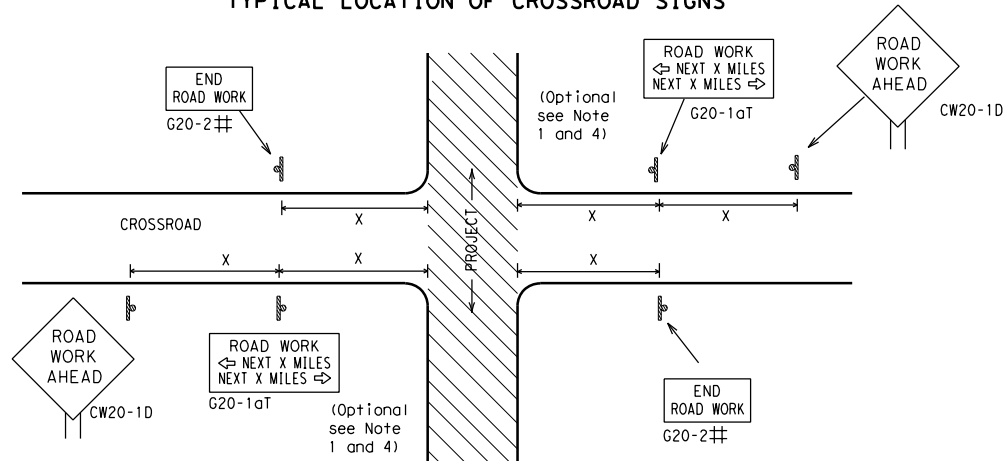 TYPICAL LOCATION OF CROSSROAD SIGNS
END
ROAD WORK
G20-2#
(Optional
see Note
1 and 4)
ROAD WORK
⇦ NEXT X MILES
NEXT X MILES ⇨
G20-1aT
ROAD
WORK
AHEAD
CW20-1D
CROSSROAD
X
X
X
PROJECT
X
X
X
ROAD
WORK
AHEAD
CW20-1D
ROAD WORK
⇦ NEXT X MILES
NEXT X MILES ⇨
G20-1aT
(Optional
see Note
1 and 4)
END
ROAD WORK
G20-2#